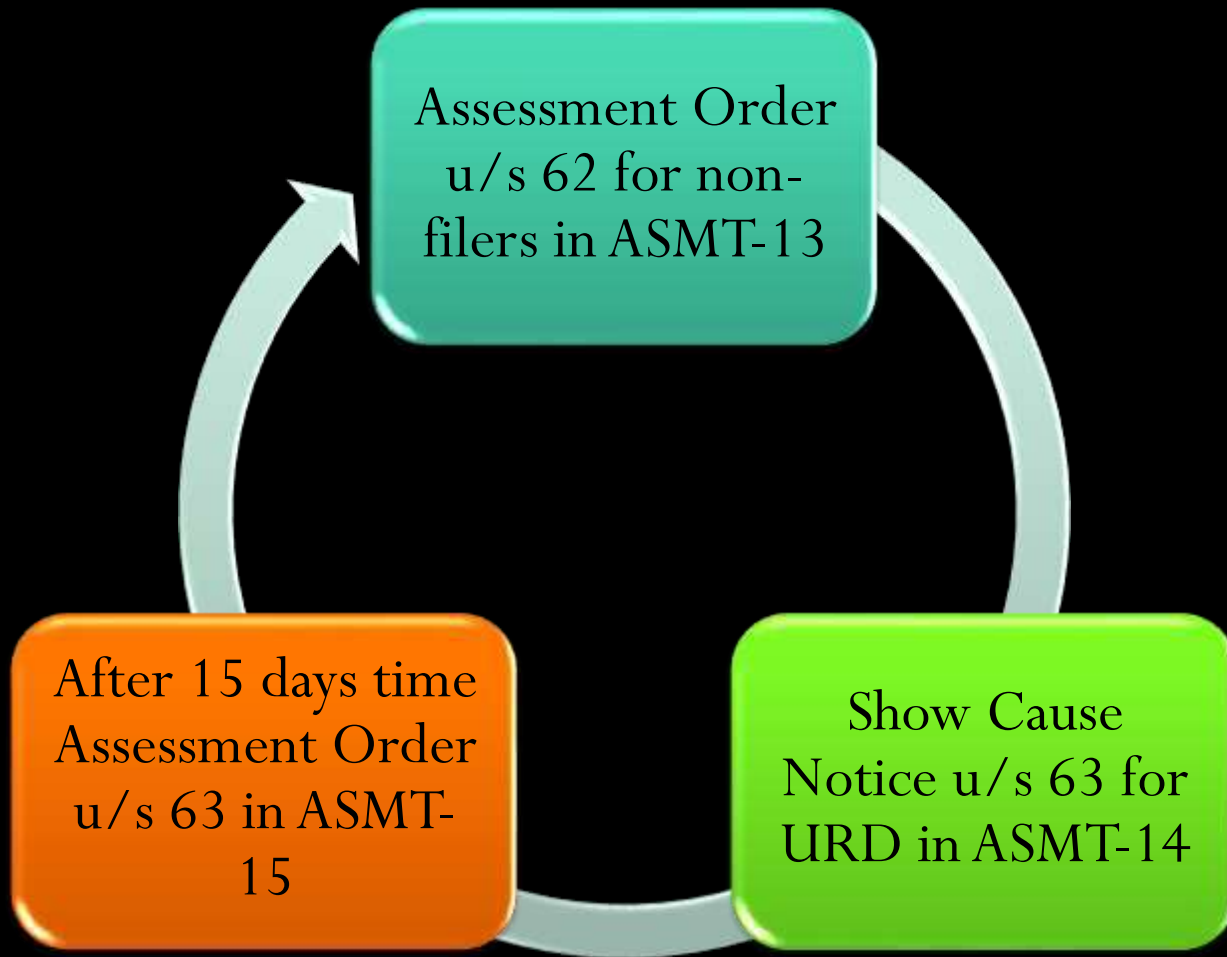 Assessment Order
u/s 62 for non-
filers in ASMT-13
Show Cause
Notice u/s 63 for
URD in ASMT-14
After 15 days time
Assessment Order
u/s 63 in ASMT-
15